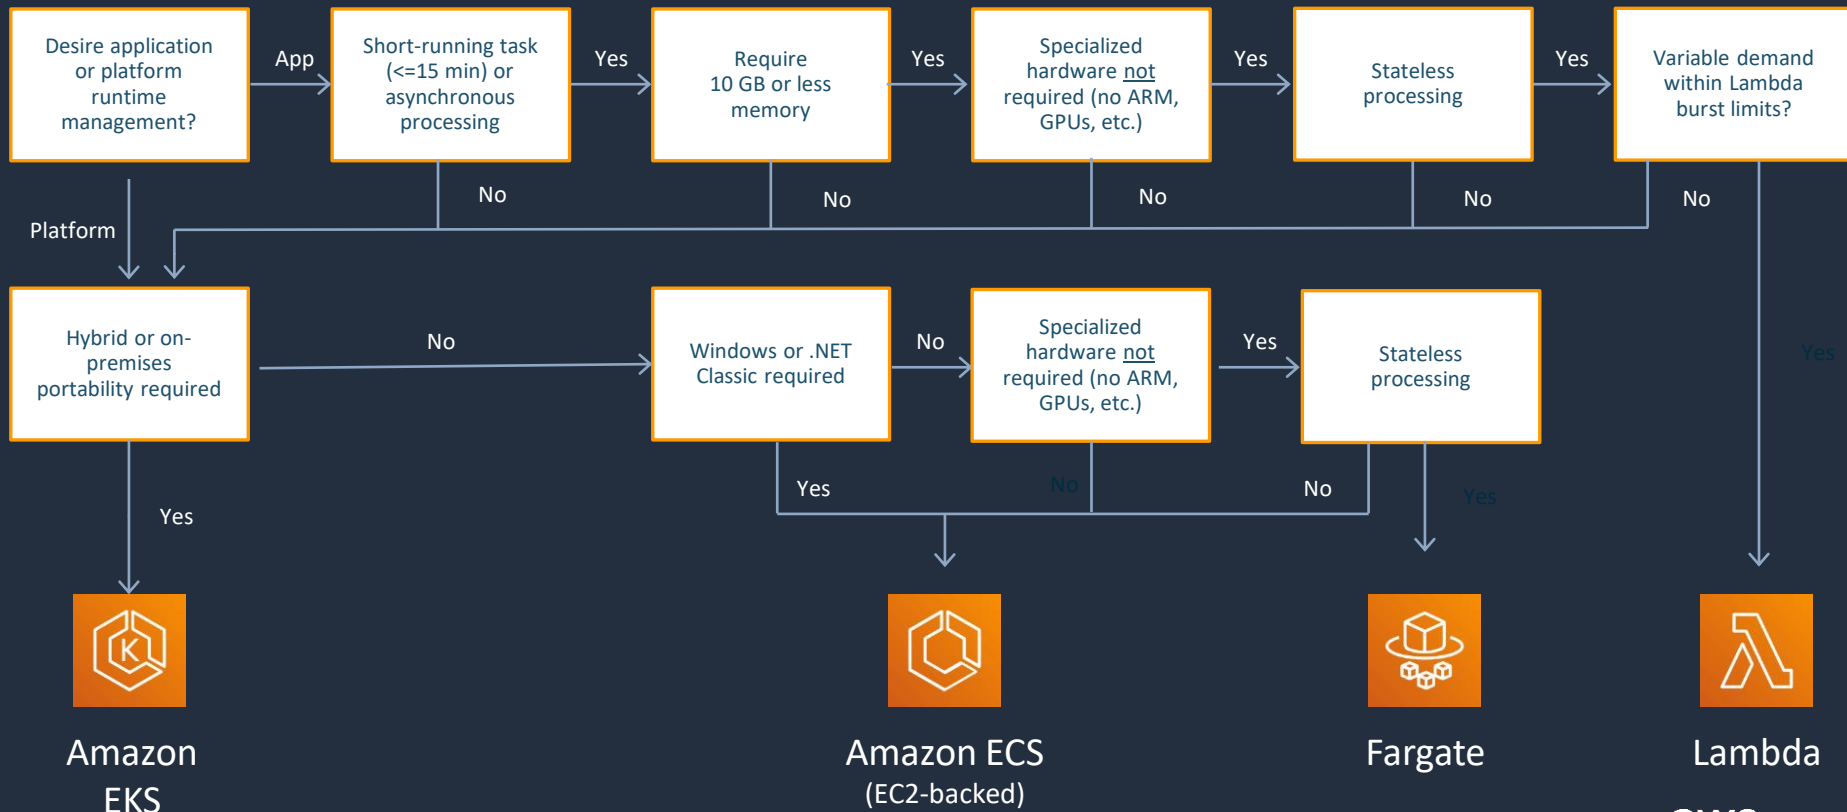 Desire application
or platform
runtime
management?
App
Short-running task
(<=15 min) or
asynchronous
processing
Yes
Require
10 GB or less
memory
Yes
Specialized
hardware not
required (no ARM,
GPUs, etc.)
Yes
Stateless
processing
Yes
Variable demand
within Lambda
burst limits?
Platform
No
No
No
No
No
Yes
Hybrid or on-
premises
portability required
No
Windows or .NET
Classic required
No
Specialized
hardware not
required (no ARM,
GPUs, etc.)
Yes
Stateless
processing
Yes
Yes
No
No
Yes
Amazon
EKS
Amazon ECS
(EC2-backed)
Fargate
Lambda